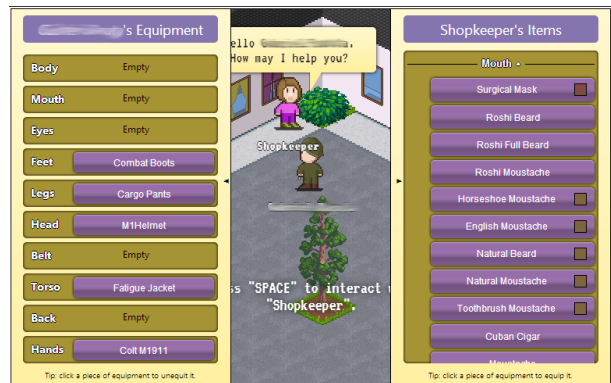 's Equipment
Body Empty
Mouth Empty
Eyes Empty
Feet Combat Boots
Legs Cargo Pants
Head M1Helmet
Belt Empty
Torso Fatigue Jacket
Back Empty
Hands Colt M1911
Tip: click a piece of equipment to unequit it.
ello
How may I help you?
Shopkeeper
ss "SPACE" to interact
"Shopkeeper".
Shopkeeper's Items
Mouth
Surgical Mask
Roshi Beard
Roshi Full Beard
Roshi Moustache
Horseshoe Moustache
English Moustache
Natural Beard
Natural Moustache
Toothbrush Moustache
Cuban Cigar
Moustache
Tip: click a piece of equipment to equip it.